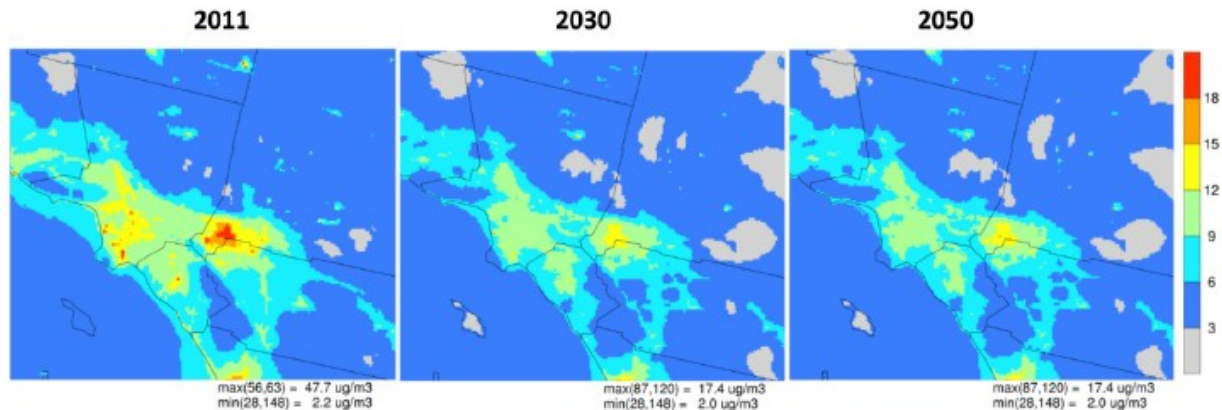 2011 2030 2050
18
15
12
9
6
3
max(56,63) = 47.7 ug/m3 max(87,120) = 17.4 ug/m3 max(87,120) = 17.4 ug/m3
min(28,148) = 2.2 ug/m3 min(28,148) = 2.0 ug/m3 min(28,148) = 2.0 ug/m3